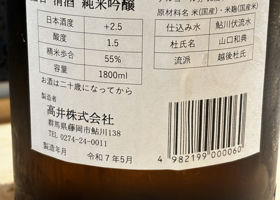 清酒 純米吟醸
原材料名 米(国産)・米麹(国産米)
日本酒度 +2.5
仕込み水 鮎川伏流水
酸度 1.5
杜氏名 山口和典
精米歩合 55%
流派 越後杜氏
容量 1800ml
お酒は二十歳になってから
製造者
高井株式会社
群馬県藤岡市鮎川138
TEL 0274-24-0011
製造年月 令和7年5月
4 982199 000060